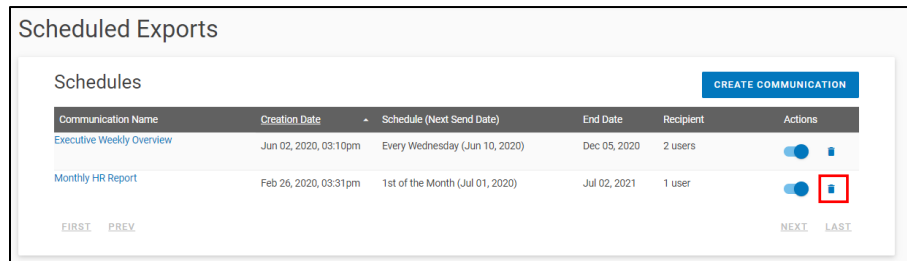 Scheduled Exports
Schedules
CREATE COMMUNICATION
Communication Name Creation Date Schedule (Next Send Date) End Date Recipient Actions
Executive Weekly Overview Jun 02, 2020, 03:10pm Every Wednesday (Jun 10, 2020) Dec 05, 2020 2 users
Monthly HR Report Feb 26, 2020, 03:31pm 1st of the Month (Jul 01, 2020) Jul 02, 2021 1 user
FIRST PREV NEXT LAST